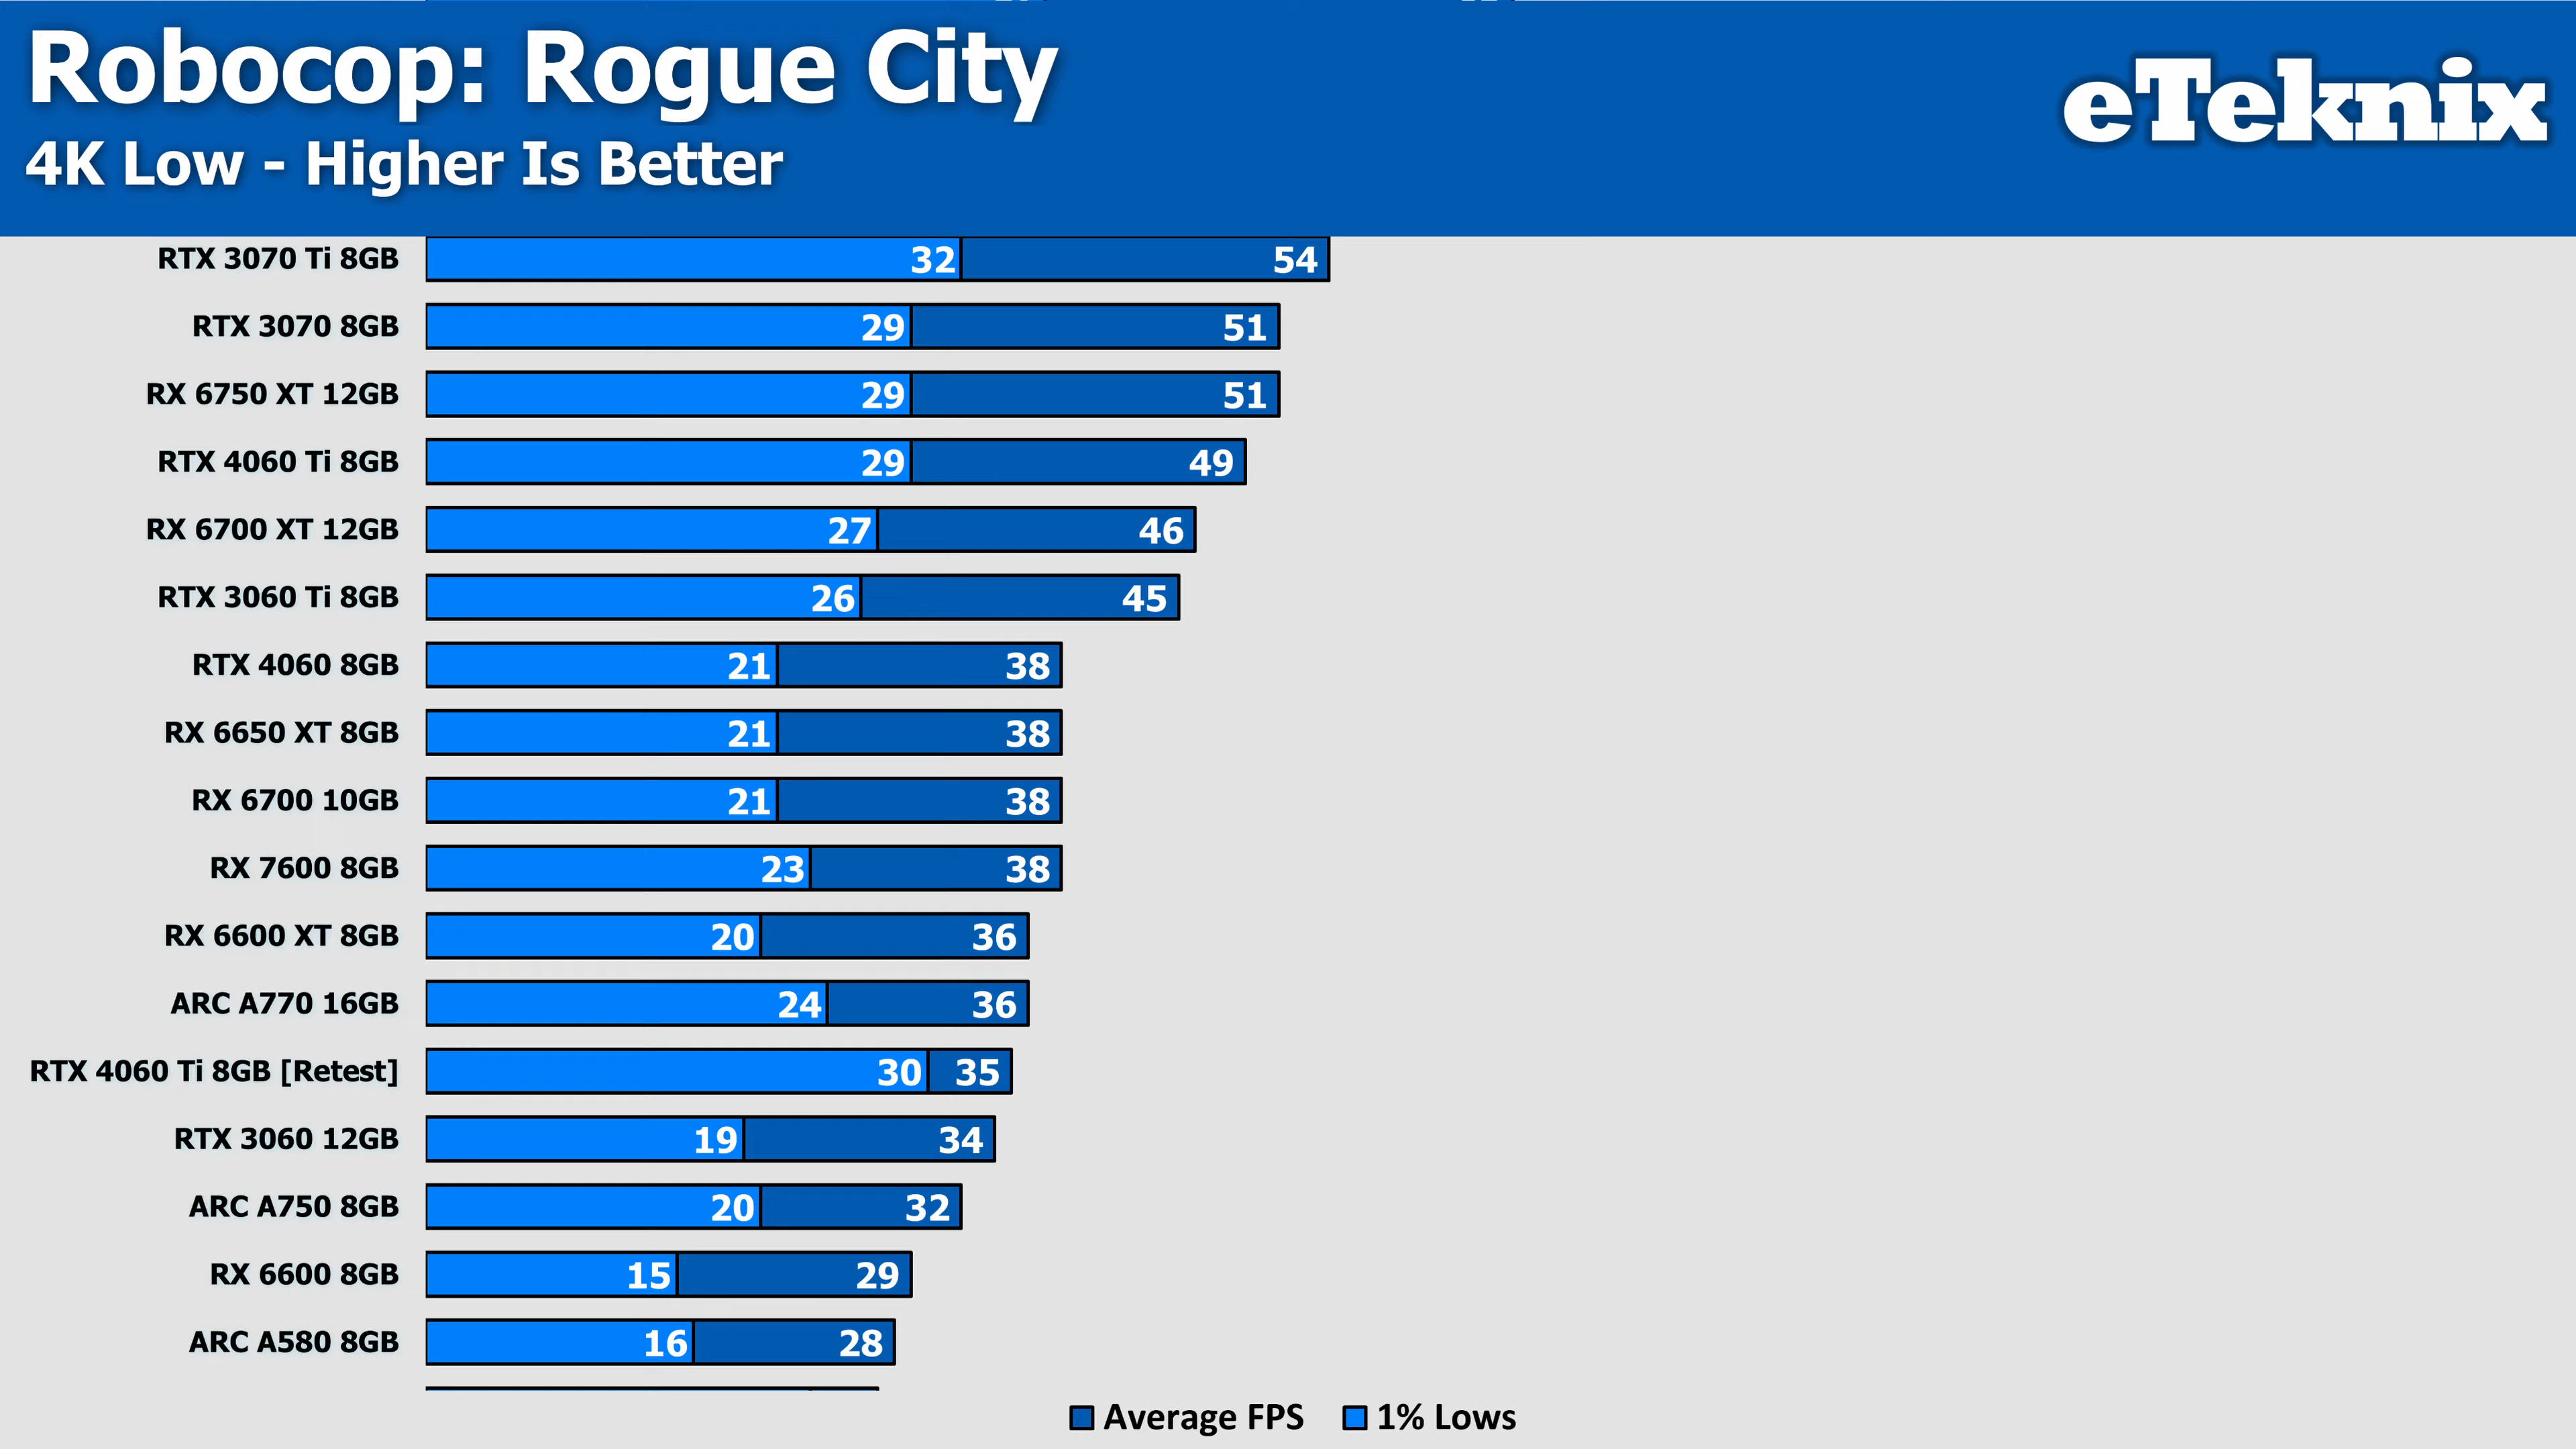 Robocop: Rogue City
eTeknix
4K Low - Higher Is Better
RTX 3070 Ti 8GB 32 54
RTX 3070 8GB 29 51
RX 6750 XT 12GB 29 51
RTX 4060 Ti 8GB 29 49
RX 6700 XT 12GB 27 46
RTX 3060 Ti 8GB 26 45
RTX 4060 8GB 21 38
RX 6650 XT 8GB 21 38
RX 6700 10GB 21 38
RX 7600 8GB 23 38
RX 6600 XT 8GB 20 36
ARC A770 16GB 24 36
RTX 4060 Ti 8GB [Retest] 30 35
RTX 3060 12GB 19 34
ARC A750 8GB 20 32
RX 6600 8GB 15 29
ARC A580 8GB 16 28
Average FPS 1% Lows